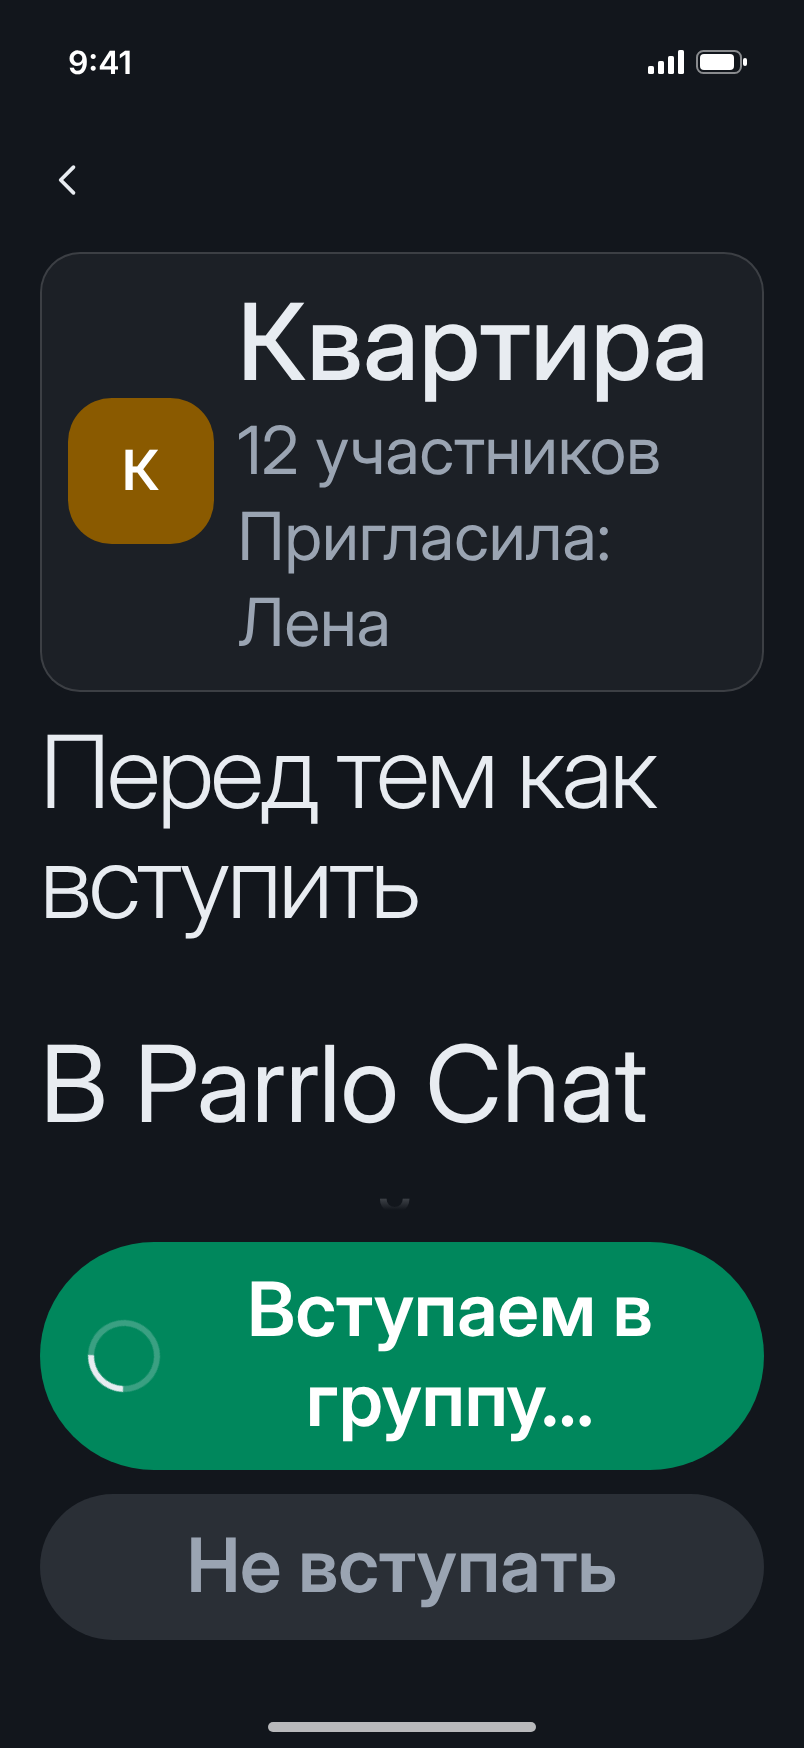 9:41
Квартира
К
12 участников
Пригласила:
Лена
Перед тем как
вступить
В Parrlo Chat
Вступаем в
группу...
Не вступать